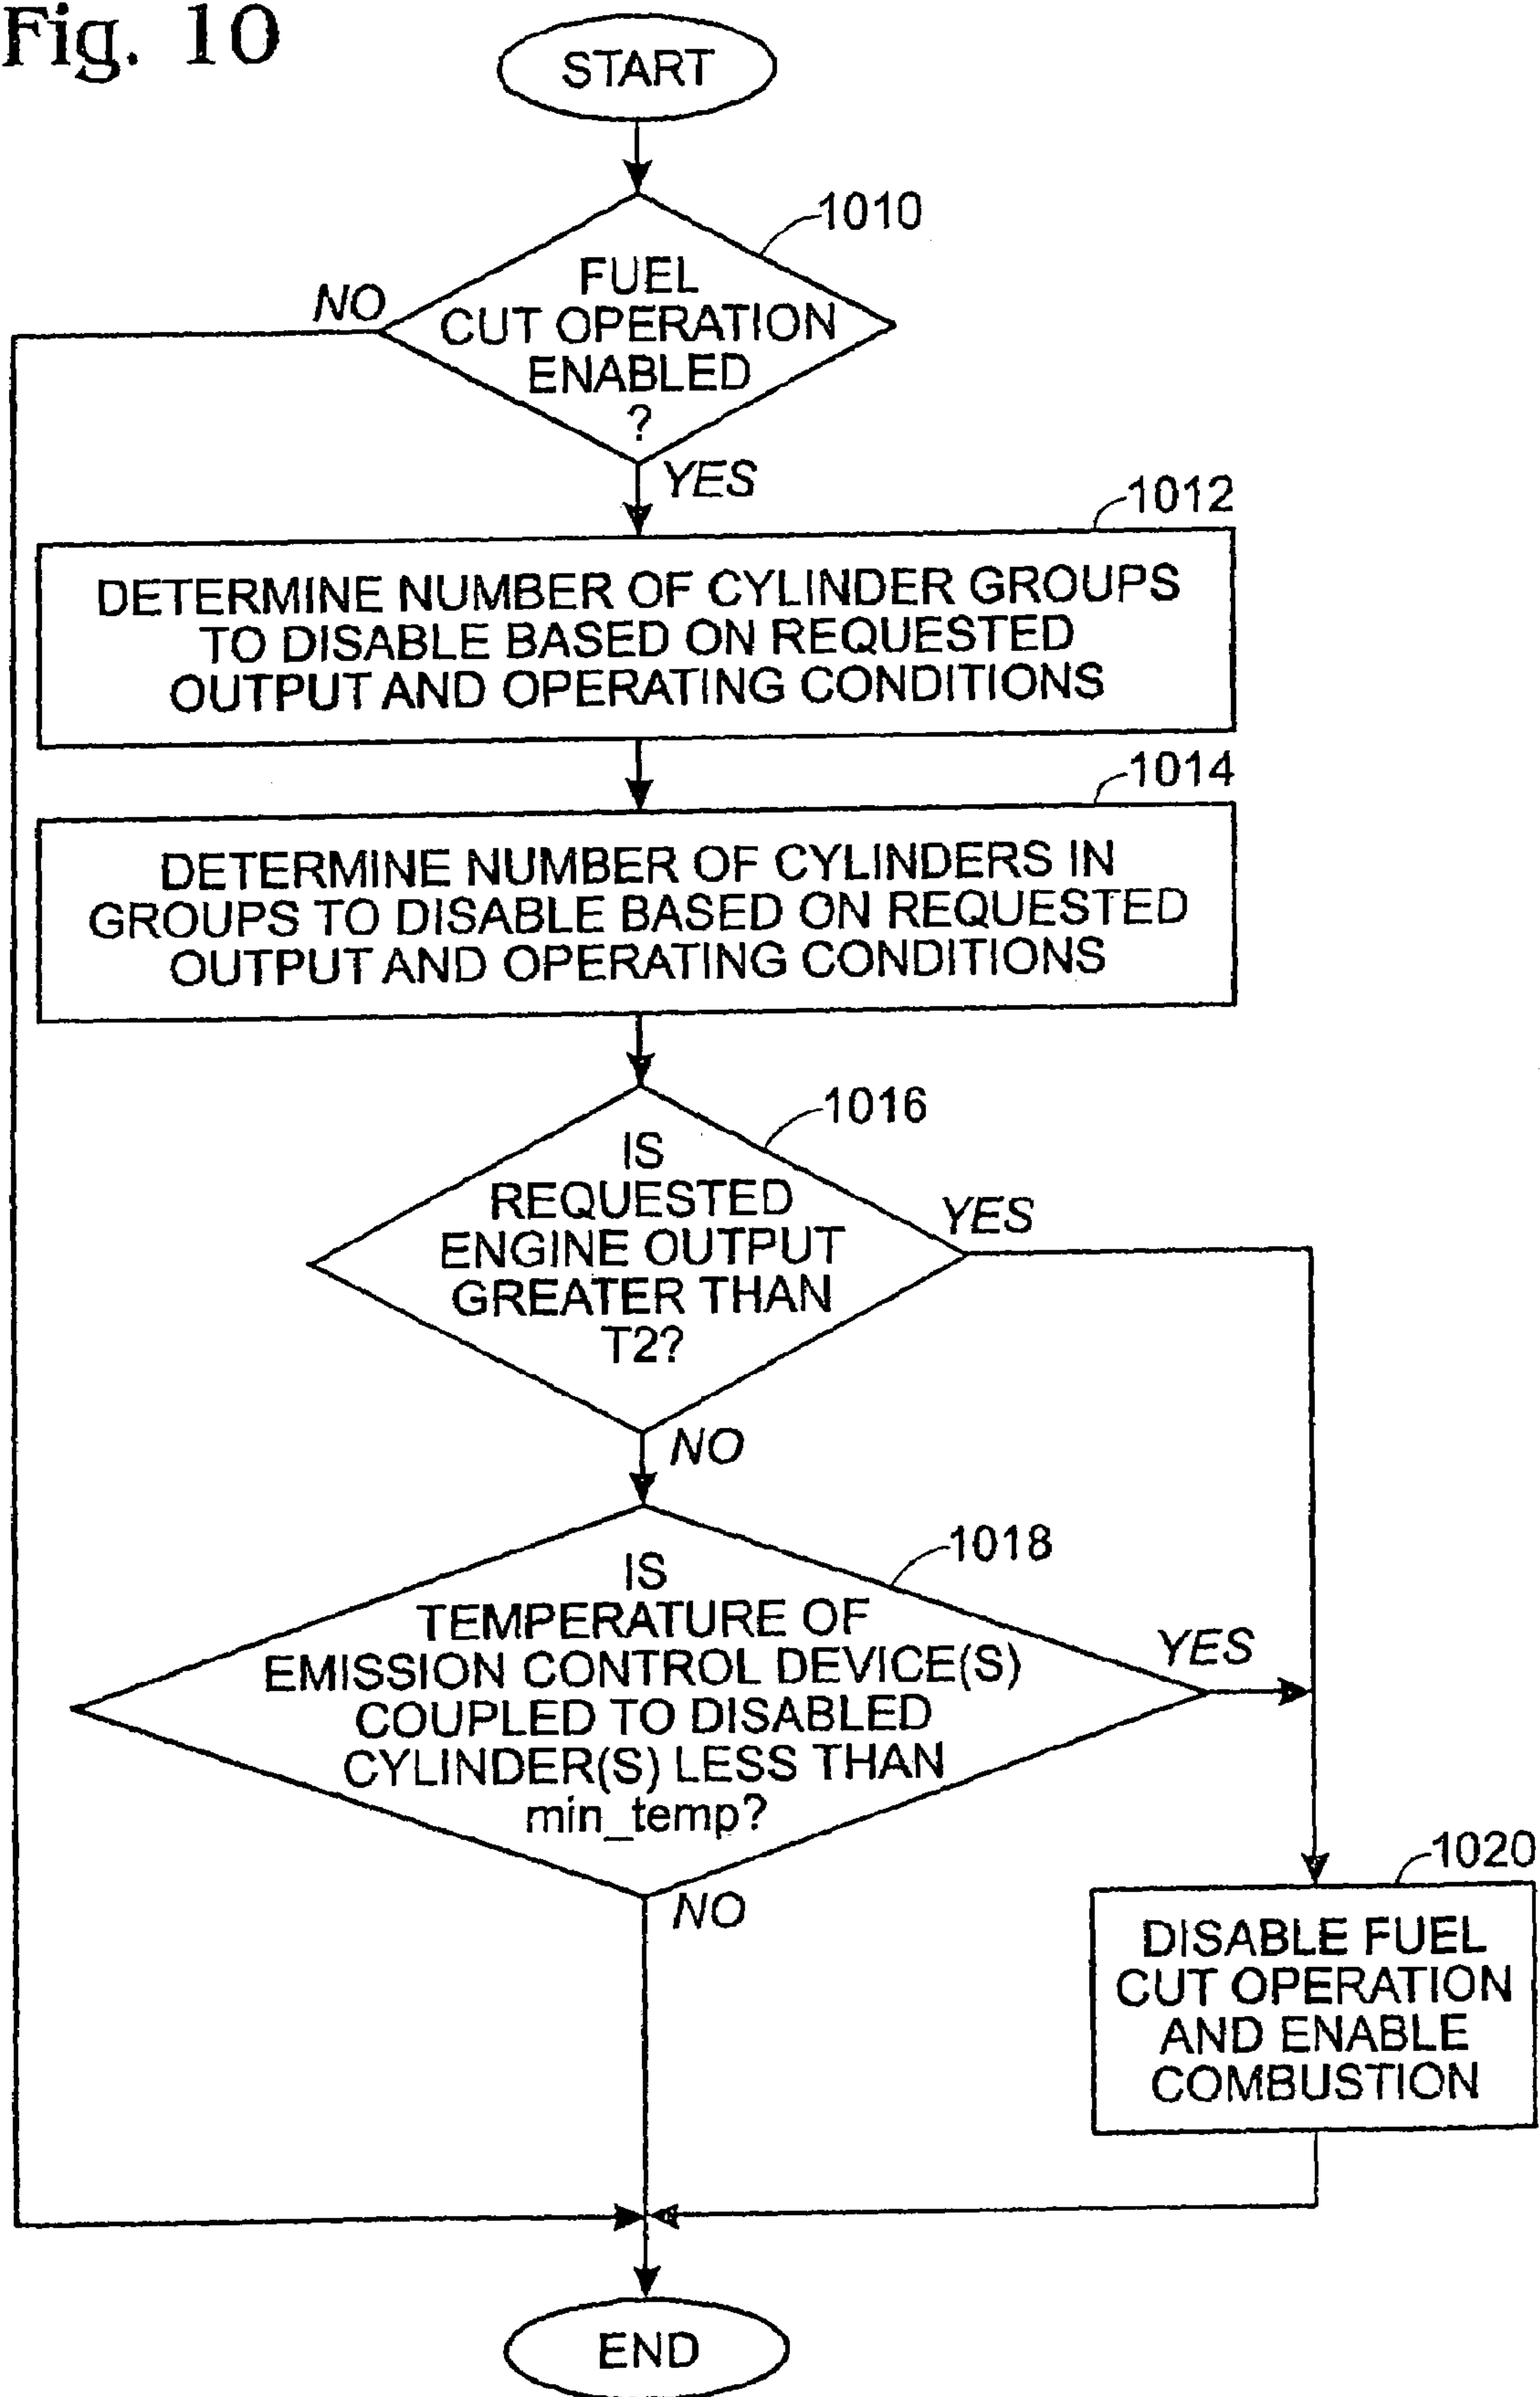 Fig. 10
START
1010
FUEL
CUT OPERATION
ENABLED
?
NO
YES
1012
DETERMINE NUMBER OF CYLINDER GROUPS
TO DISABLE BASED ON REQUESTED
OUTPUT AND OPERATING CONDITIONS
1014
DETERMINE NUMBER OF CYLINDERS IN
GROUPS TO DISABLE BASED ON REQUESTED
OUTPUT AND OPERATING CONDITIONS
1016
IS
REQUESTED
ENGINE OUTPUT
GREATER THAN
T2?
YES
NO
1018
IS
TEMPERATURE OF
EMISSION CONTROL DEVICE(S)
COUPLED TO DISABLED
CYLINDER(S) LESS THAN
min_temp?
YES
NO
1020
DISABLE FUEL
CUT OPERATION
AND ENABLE
COMBUSTION
END